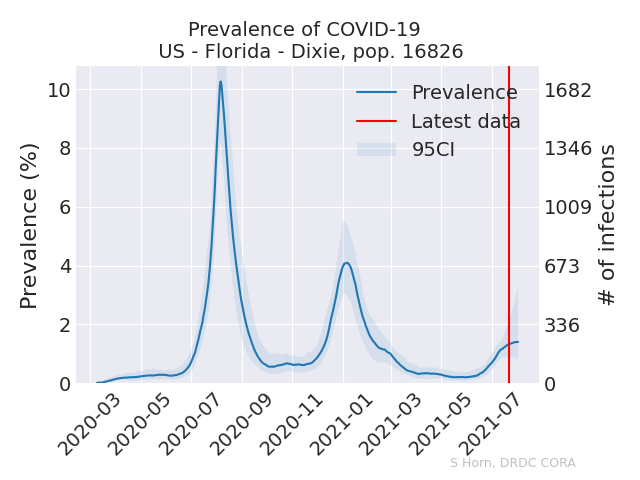 Prevalence of COVID-19
US - Florida - Dixie, pop. 16826
Prevalence
Latest data
95CI
Prevalence (%)
10
8
6
4
2
0
1682
1346
1009
673
336
0
# of infections
2020-03
2020-05
2020-07
2020-09
2020-11
2021-01
2021-03
2021-05
2021-07
S Horn, DRDC CORA